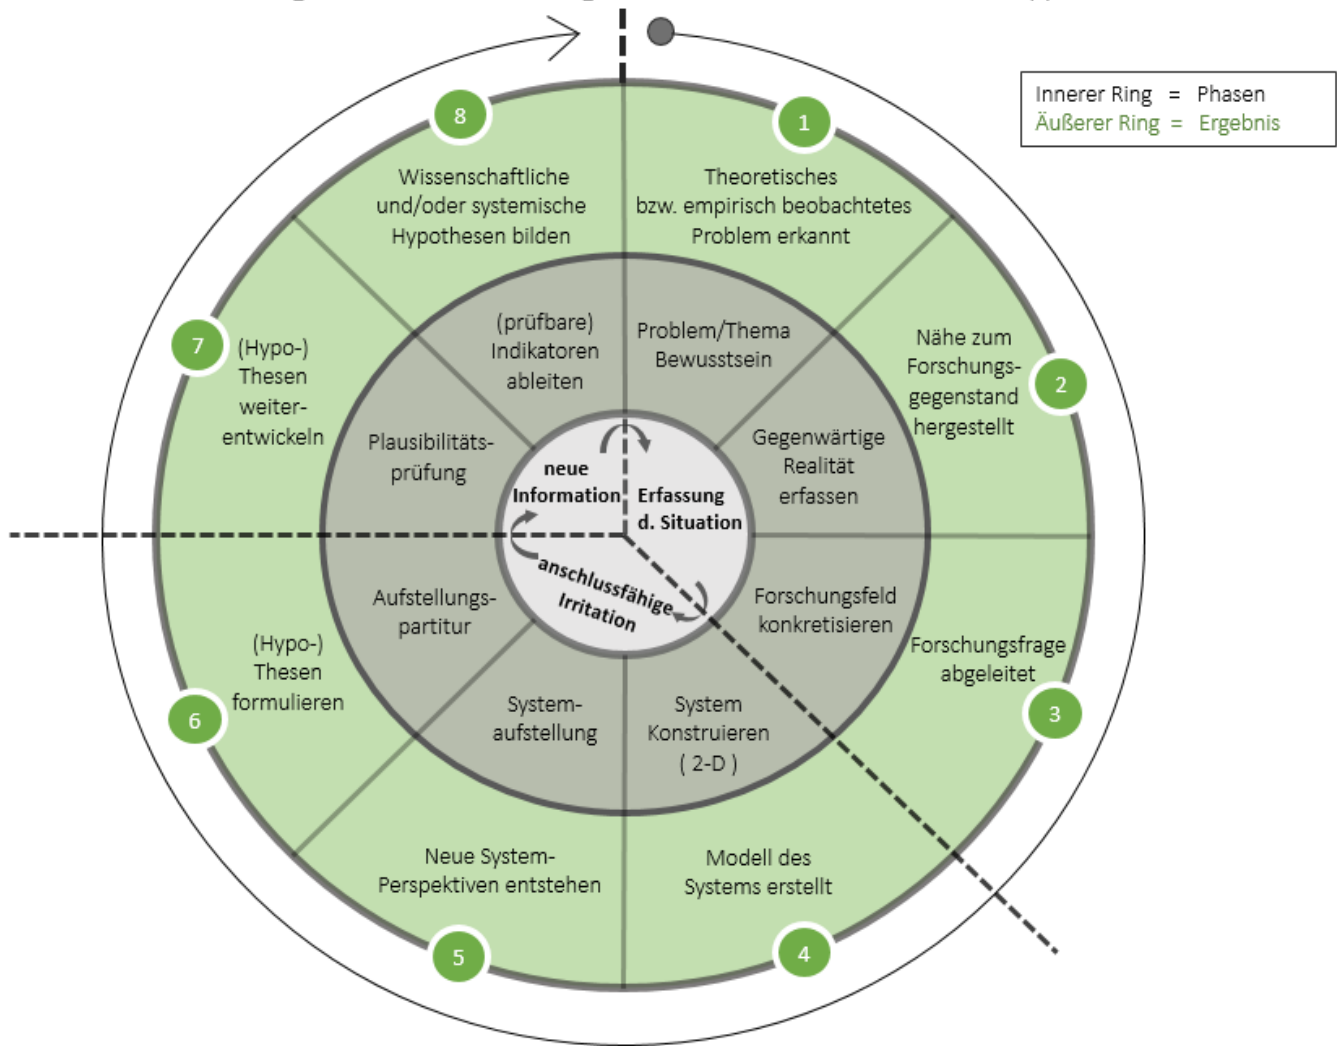 Innerer Ring = Phasen
Äußerer Ring = Ergebnis
1
Theoretisches
bzw. empirisch beobachtetes
Problem erkannt
2
Nähe zum
Forschungs-
gegenstand
hergestellt
3
Forschungsfrage
abgeleitet
4
Modell des
Systems erstellt
5
Neue System-
Perspektiven entstehen
6
(Hypo-)
Thesen
formulieren
7
(Hypo-)
Thesen
weiter-
entwickeln
8
Wissenschaftliche
und/oder systemische
Hypothesen bilden
Problem/Thema
Bewusstsein
Gegenwärtige
Realität
erfassen
Forschungsfeld
konkretisieren
System
Konstruieren
( 2-D )
System-
aufstellung
Aufstellungs-
partitur
Plausibilitäts-
prüfung
(prüfbare)
Indikatoren
ableiten
Erfassung
d. Situation
anschlussfähige
Irritation
neue
Information